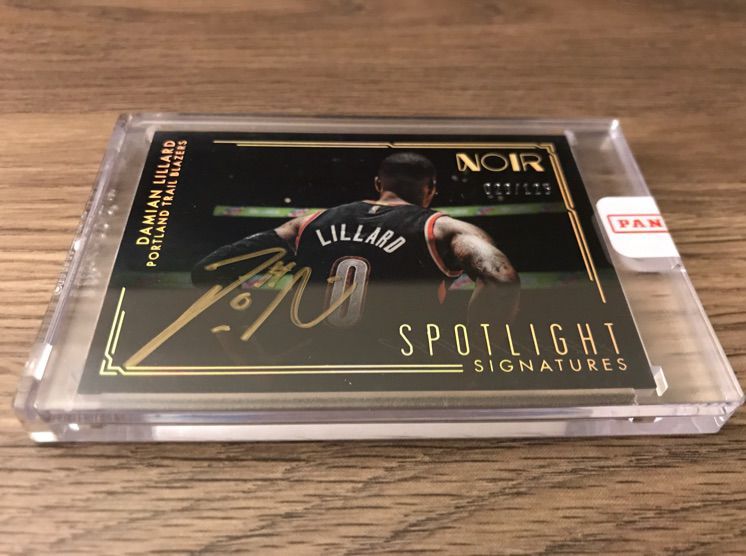 DAMIAN LILLARD
PORTLAND TRAIL BLAZERS
NOIR
LILLARD
0
SPOTLIGHT
SIGNATURES
PAN